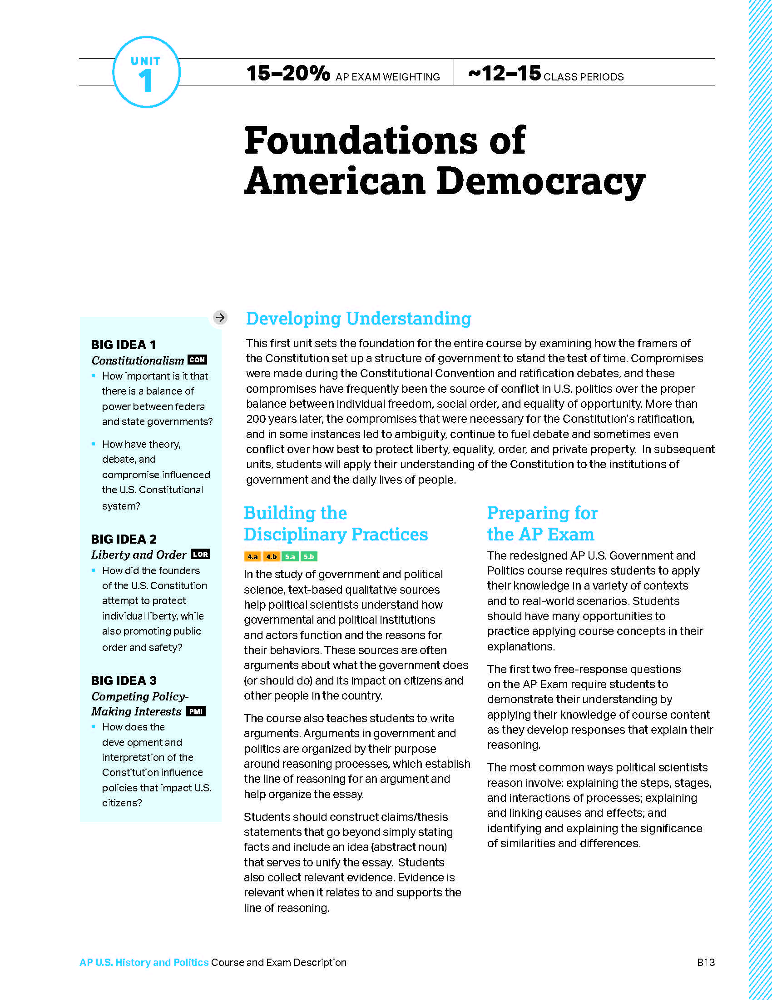 UNIT
1
15–20% AP EXAM WEIGHTING
~12–15 CLASS PERIODS
Foundations of
American Democracy
BIG IDEA 1
Constitutionalism CON
▪ How important is it that
there is a balance of
power between federal
and state governments?
▪ How have theory,
debate, and
compromise influenced
the U.S. Constitutional
system?
BIG IDEA 2
Liberty and Order LOR
▪ How did the founders
of the U.S. Constitution
attempt to protect
individual liberty, while
also promoting public
order and safety?
BIG IDEA 3
Competing Policy-
Making Interests PMI
▪ How does the
development and
interpretation of the
Constitution influence
policies that impact U.S.
citizens?
Developing Understanding
This first unit sets the foundation for the entire course by examining how the framers of
the Constitution set up a structure of government to stand the test of time. Compromises
were made during the Constitutional Convention and ratification debates, and these
compromises have frequently been the source of conflict in U.S. politics over the proper
balance between individual freedom, social order, and equality of opportunity. More than
200 years later, the compromises that were necessary for the Constitution's ratification,
and in some instances led to ambiguity, continue to fuel debate and sometimes even
conflict over how best to protect liberty, equality, order, and private property. In subsequent
units, students will apply their understanding of the Constitution to the institutions of
government and the daily lives of people.
Building the
Disciplinary Practices
4.a 4.b 5.a 5.b
In the study of government and political
science, text-based qualitative sources
help political scientists understand how
governmental and political institutions
and actors function and the reasons for
their behaviors. These sources are often
arguments about what the government does
(or should do) and its impact on citizens and
other people in the country.
The course also teaches students to write
arguments. Arguments in government and
politics are organized by their purpose
around reasoning processes, which establish
the line of reasoning for an argument and
help organize the essay.
Students should construct claims/thesis
statements that go beyond simply stating
facts and include an idea (abstract noun)
that serves to unify the essay. Students
also collect relevant evidence. Evidence is
relevant when it relates to and supports the
line of reasoning.
Preparing for
the AP Exam
The redesigned AP U.S. Government and
Politics course requires students to apply
their knowledge in a variety of contexts
and to real-world scenarios. Students
should have many opportunities to
practice applying course concepts in their
explanations.
The first two free-response questions
on the AP Exam require students to
demonstrate their understanding by
applying their knowledge of course content
as they develop responses that explain their
reasoning.
The most common ways political scientists
reason involve: explaining the steps, stages,
and interactions of processes; explaining
and linking causes and effects; and
identifying and explaining the significance
of similarities and differences.
AP U.S. History and Politics Course and Exam Description
B13